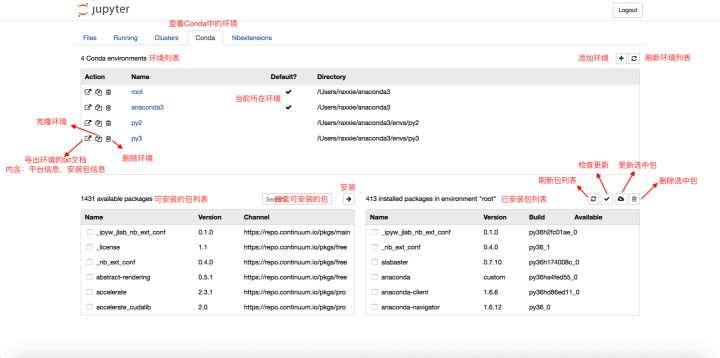 jupyter
Logout
查看Conda中的环境
Files Running Clusters Conda Nbextensions
4 Conda environments 环境列表
添加环境
刷新环境列表
Action Name Default? Directory
root /Users/raxxie/anaconda3
当前所在环境
anaconda3 /Users/raxxie/anaconda3
克隆环境
py2 /Users/raxxie/anaconda3/envs/py2
py3 /Users/raxxie/anaconda3/envs/py3
导出环境的txt文档
内含：平台信息、安装包信息
删除环境
检查更新
更新选中包
刷新包列表
删除选中包
安装
1431 available packages 可安装的包列表
搜索可安装的包
413 installed packages in environment "root" 已安装包列表
Name Version Channel
_ipyw_jlab_nb_ext_conf 0.1.0 https://repo.continuum.io/pkgs/main
_license 1.1 https://repo.continuum.io/pkgs/free
_nb_ext_conf 0.4.0 https://repo.continuum.io/pkgs/free
abstract-rendering 0.5.1 https://repo.continuum.io/pkgs/free
accelerate 2.3.1 https://repo.continuum.io/pkgs/pro
accelerate_cudalib 2.0 https://repo.continuum.io/pkgs/pro
Name Version Build Available
_ipyw_jlab_nb_ext_conf 0.1.0 py36h2fc01ae_0
_nb_ext_conf 0.4.0 py36_1
alabaster 0.7.10 py36h174008c_0
anaconda custom py36ha4fed55_0
anaconda-client 1.6.6 py36hd86ed11_0
anaconda-navigator 1.6.12 py36_0